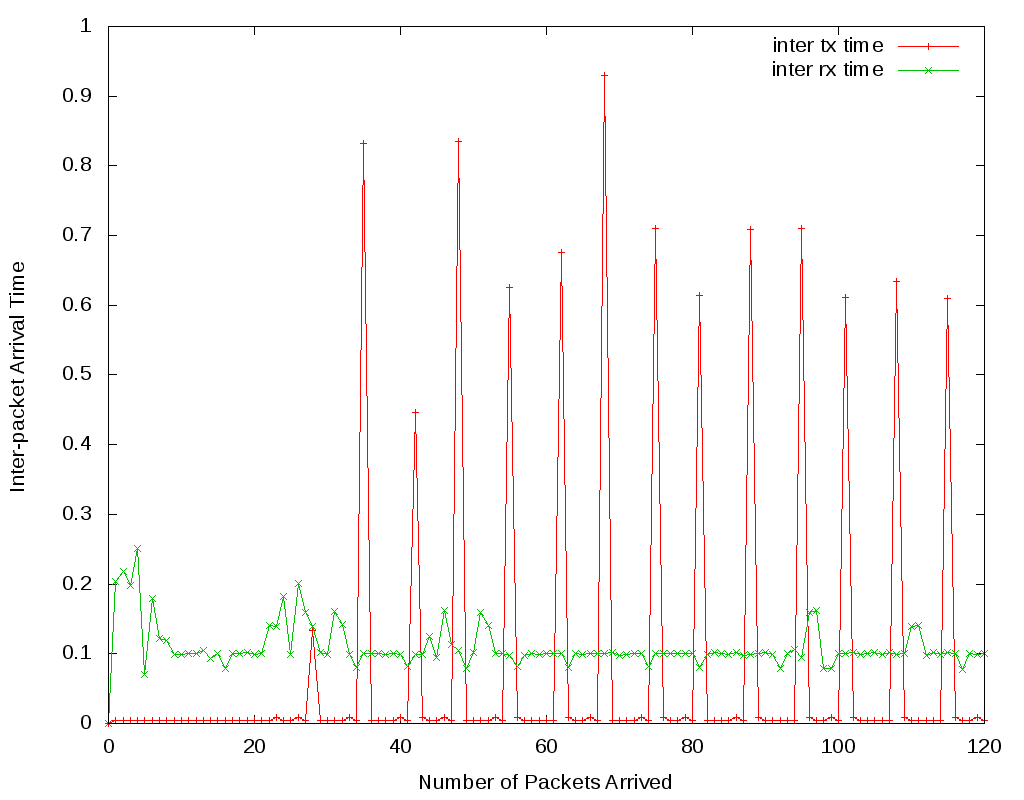 inter tx time
inter rx time
1
0.9
0.8
0.7
0.6
0.5
0.4
0.3
0.2
0.1
0
Inter-packet Arrival Time
0 20 40 60 80 100 120
Number of Packets Arrived